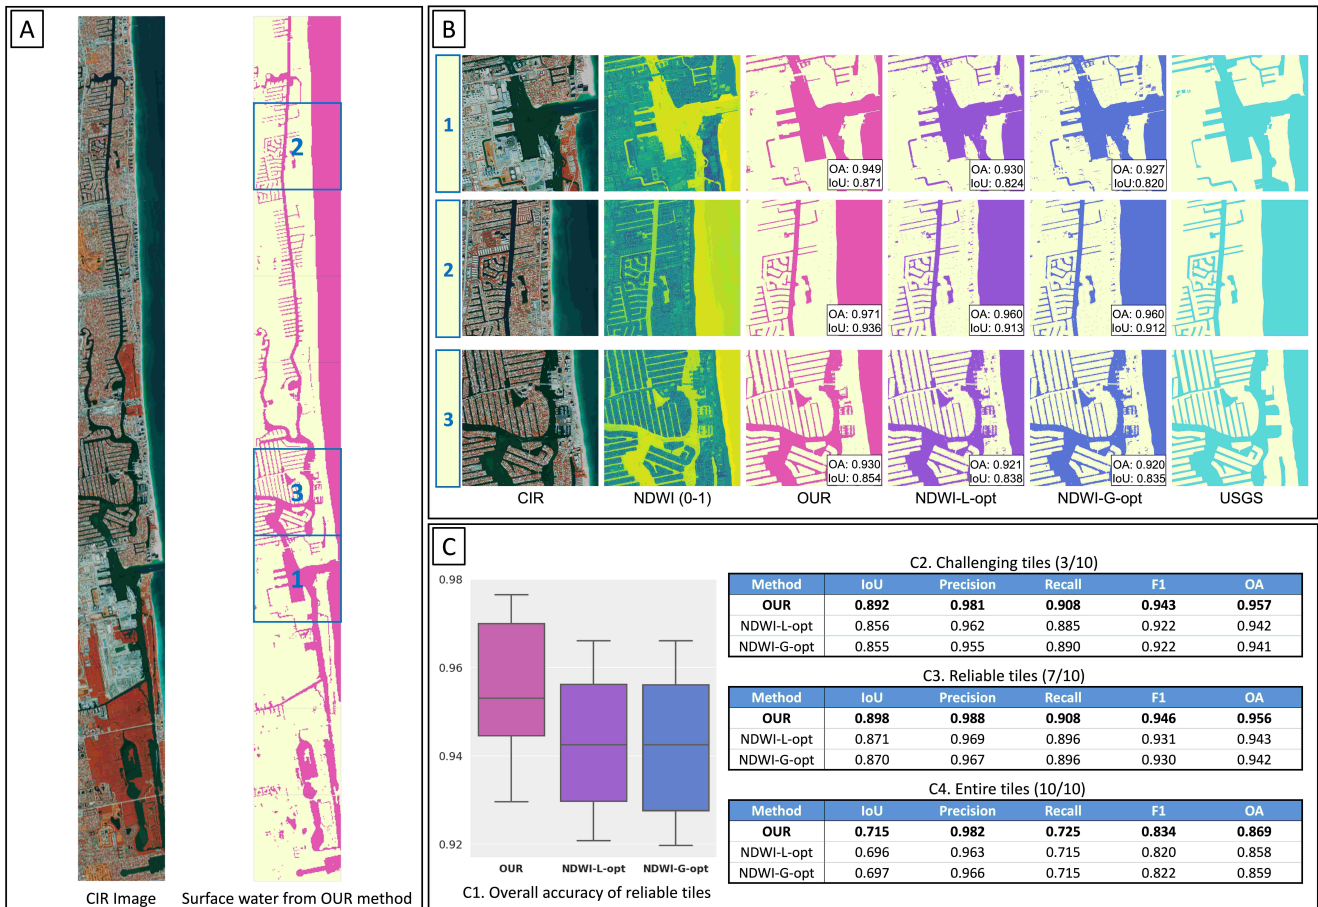 A
2
3
1
CIR Image
Surface water from OUR method
B
1
OA: 0.949
IoU: 0.871
OA: 0.930
IoU: 0.824
OA: 0.927
IoU:0.820
2
OA: 0.971
IoU: 0.936
OA: 0.960
IoU: 0.913
OA: 0.960
IoU: 0.912
3
OA: 0.930
IoU: 0.854
OA: 0.921
IoU: 0.838
OA: 0.920
IoU: 0.835
CIR NDWI (0-1) OUR NDWI-L-opt NDWI-G-opt USGS
C
0.98
0.96
0.94
0.92
OUR NDWI-L-opt NDWI-G-opt
C1. Overall accuracy of reliable tiles
C2. Challenging tiles (3/10)
Method IoU Precision Recall F1 OA
OUR 0.892 0.981 0.908 0.943 0.957
NDWI-L-opt 0.856 0.962 0.885 0.922 0.942
NDWI-G-opt 0.855 0.955 0.890 0.922 0.941
C3. Reliable tiles (7/10)
Method IoU Precision Recall F1 OA
OUR 0.898 0.988 0.908 0.946 0.956
NDWI-L-opt 0.871 0.969 0.896 0.931 0.943
NDWI-G-opt 0.870 0.967 0.896 0.930 0.942
C4. Entire tiles (10/10)
Method IoU Precision Recall F1 OA
OUR 0.715 0.982 0.725 0.834 0.869
NDWI-L-opt 0.696 0.963 0.715 0.820 0.858
NDWI-G-opt 0.697 0.966 0.715 0.822 0.859